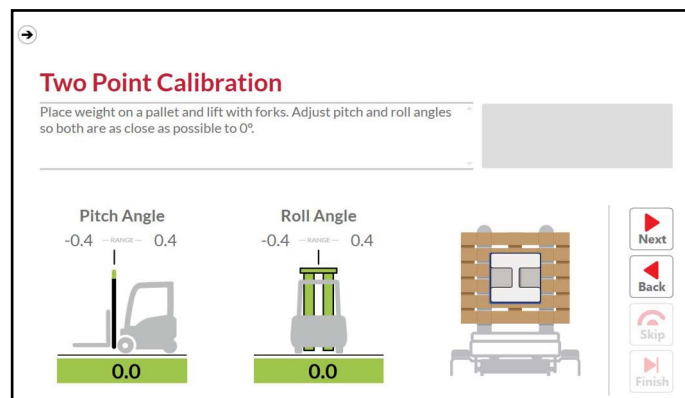 Two Point Calibration
Place weight on a pallet and lift with forks. Adjust pitch and roll angles
so both are as close as possible to 0º.
Pitch Angle
-0.4 — RANGE — 0.4
0.0
Roll Angle
-0.4 — RANGE — 0.4
0.0
Next
Back
Skip
Finish